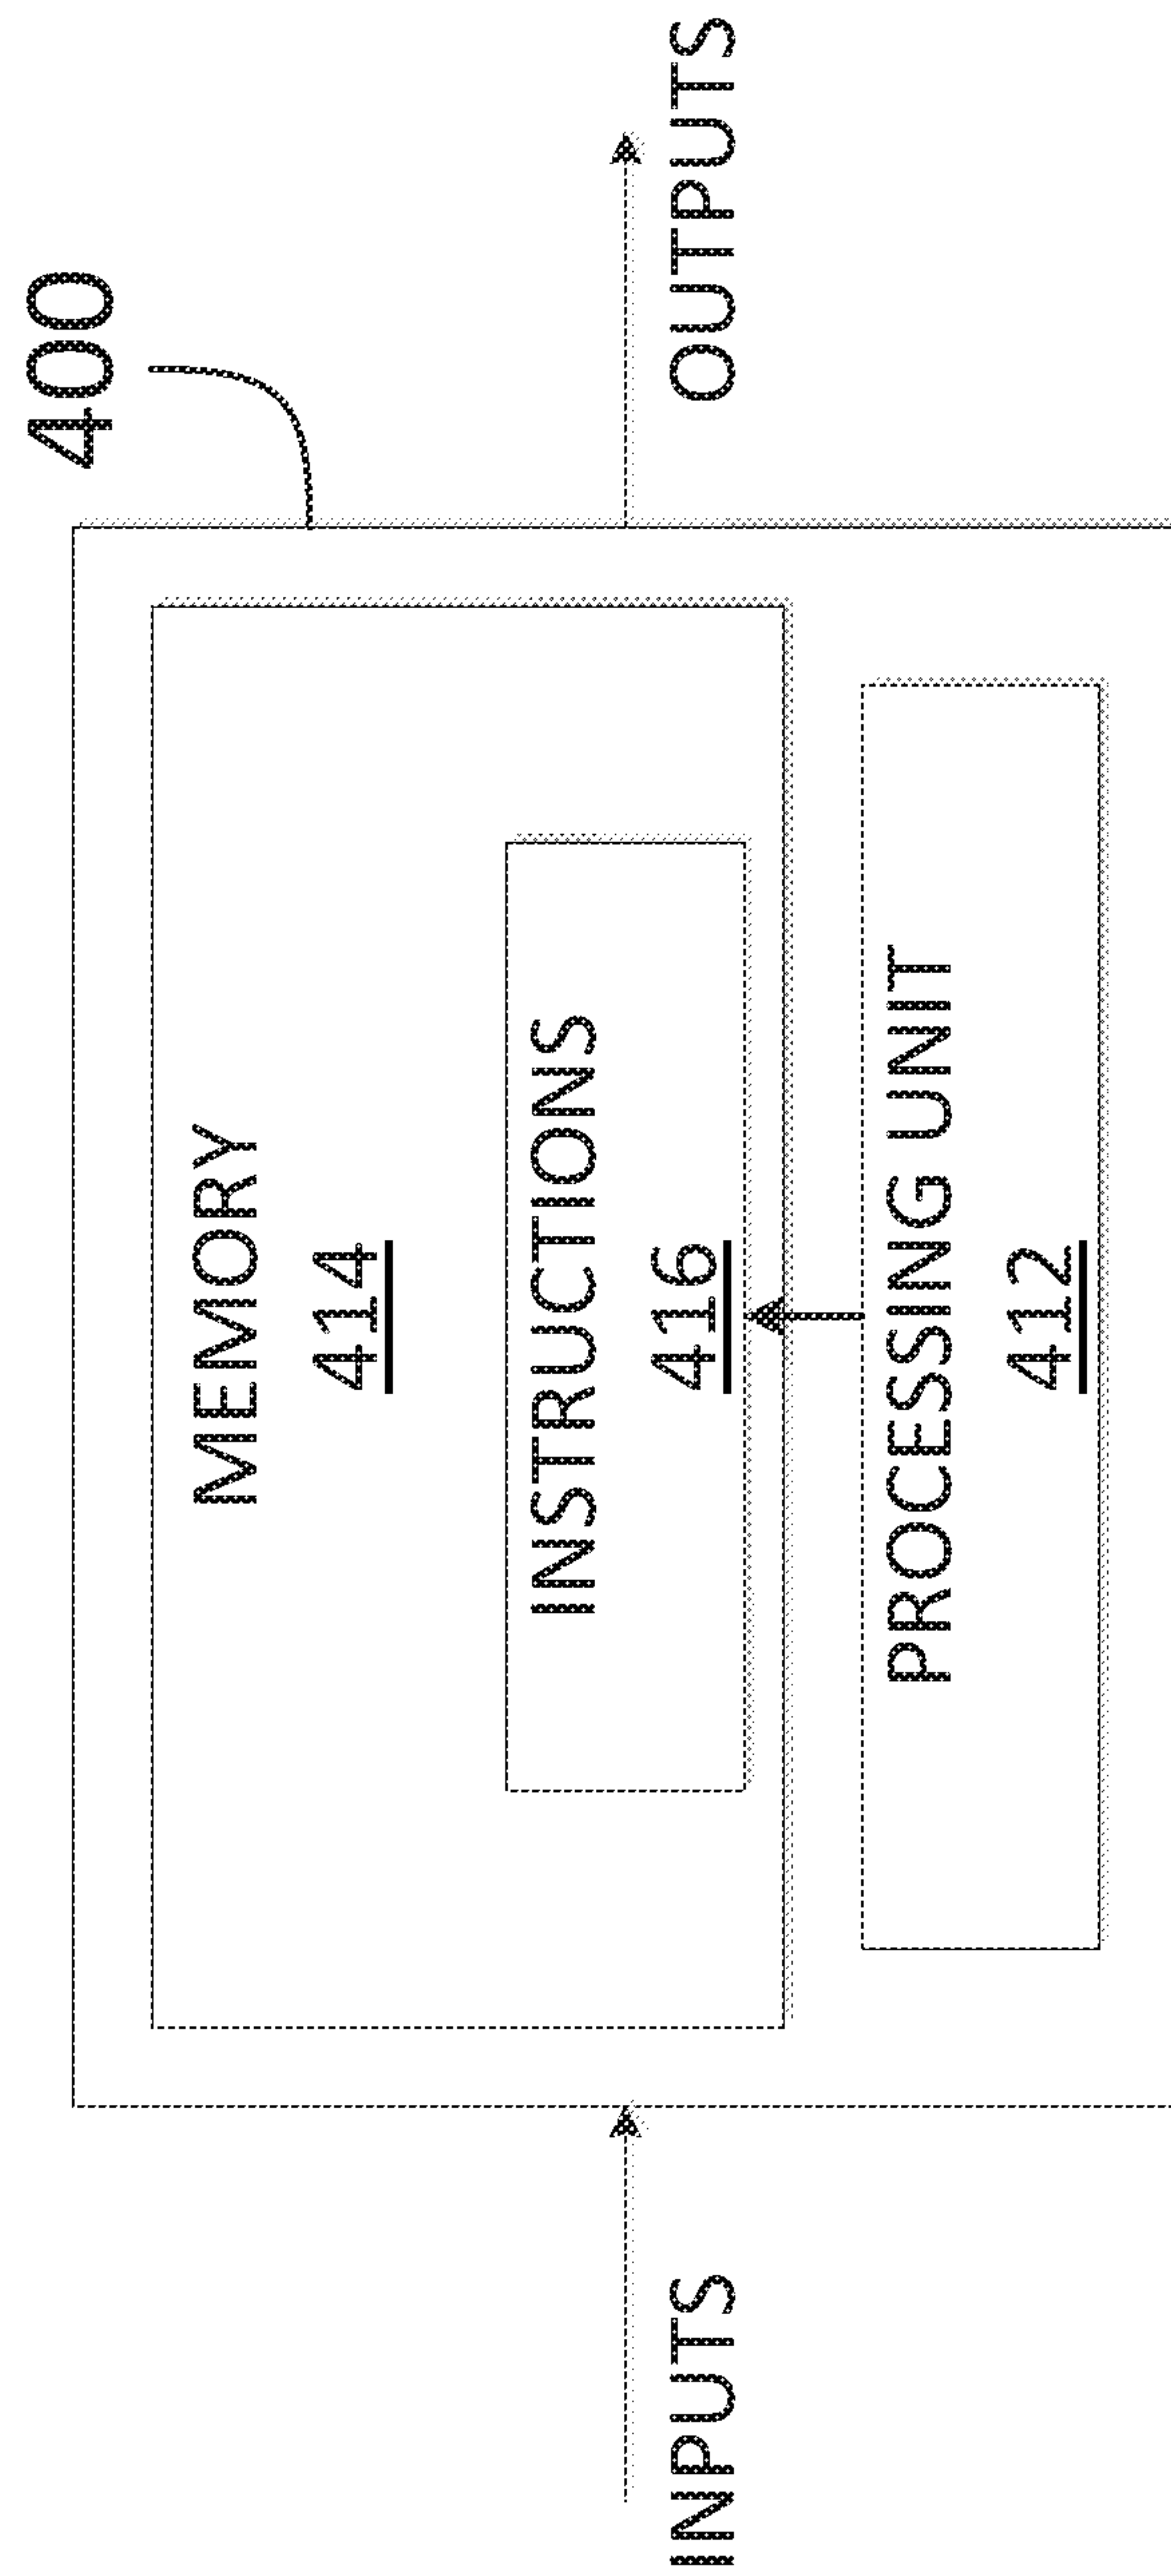 400
MEMORY
414
INSTRUCTIONS
416
INPUTS
OUTPUTS
PROCESSING UNIT
412